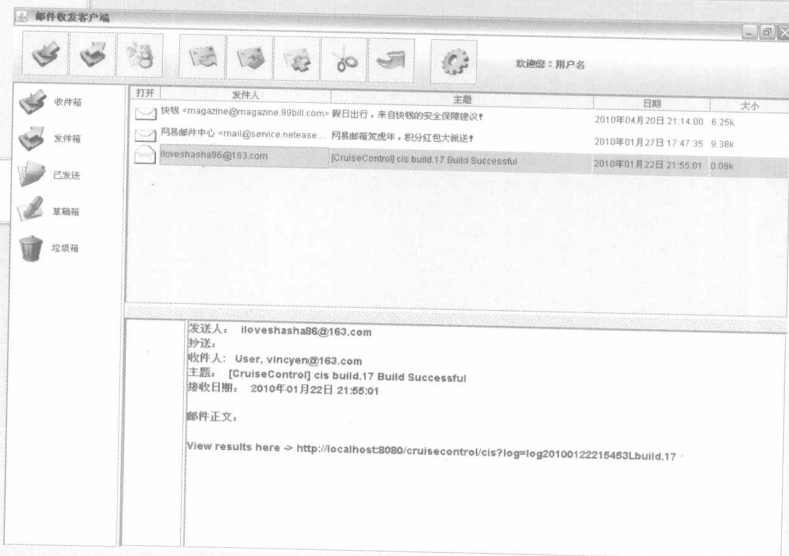 邮件收发客户端
欢迎您：用户名
收件箱
发件箱
已发送
草稿箱
垃圾箱
打开 发件人 主题 日期 大小
快钱 <magazine@magazine.99bill.com> 假日出行，来自快钱的安全保障建议！ 2010年04月20日 21:14:00 6.25k
网易邮件中心 <mail@service.netease... 网易邮箱贺虎年，积分红包大派送！ 2010年01月27日 17:47:35 9.38k
iloveshasha86@163.com [CruiseControl] cis build.17 Build Successful 2010年01月22日 21:55:01 0.09k
发送人： iloveshasha86@163.com
抄送：
收件人: User, vincyen@163.com
主题： [CruiseControl] cis build.17 Build Successful
接收日期： 2010年01月22日 21:55:01
邮件正文：
View results here -> http://localhost:8080/cruisecontrol/cis?log=log20100122215453Lbuild.17